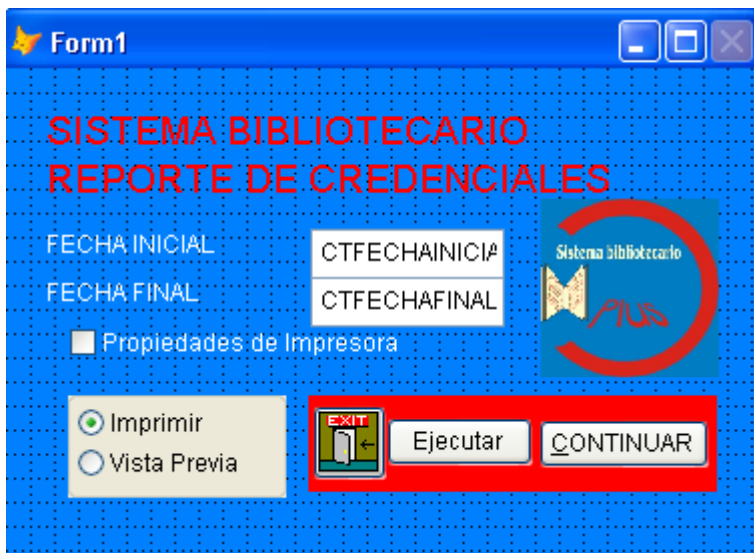 Form1
SISTEMA BIBLIOTECARIO
REPORTE DE CREDENCIALES
FECHA INICIAL
CTFECHAINICIA
FECHA FINAL
CTFECHAFINAL
Sistema bibliotecario
PIUS
Propiedades de Impresora
Imprimir
Vista Previa
EXIT
Ejecutar
CONTINUAR